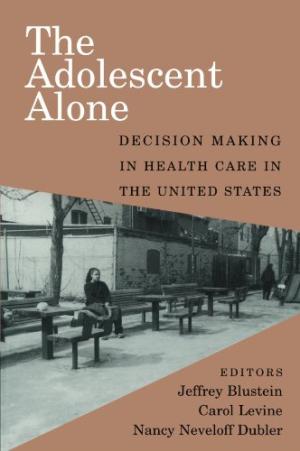 The
Adolescent
Alone
DECISION MAKING
IN HEALTH CARE IN
THE UNITED STATES
EDITORS
Jeffrey Blustein
Carol Levine
Nancy Neveloff Dubler